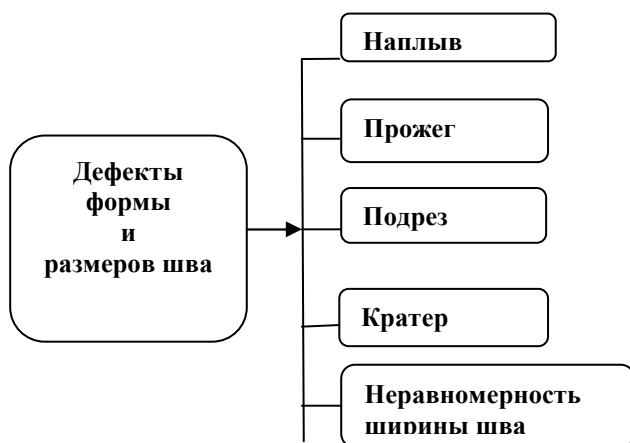 Наплыв
Прожег
Дефекты
формы
и
размеров шва
Подрез
Кратер
Неравномерность
ширины шва